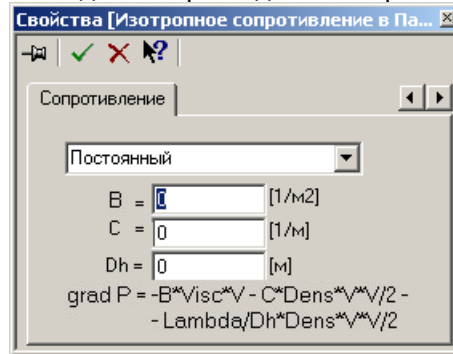 Свойства [Изотропное сопротивление в Па...
Сопротивление
Постоянный
B = 0 [1/м2]
C = 0 [1/м]
Dh = 0 [м]
grad P = -B*Visc*V - C*Dens*V*V/2 -
- Lambda/Dh*Dens*V*V/2